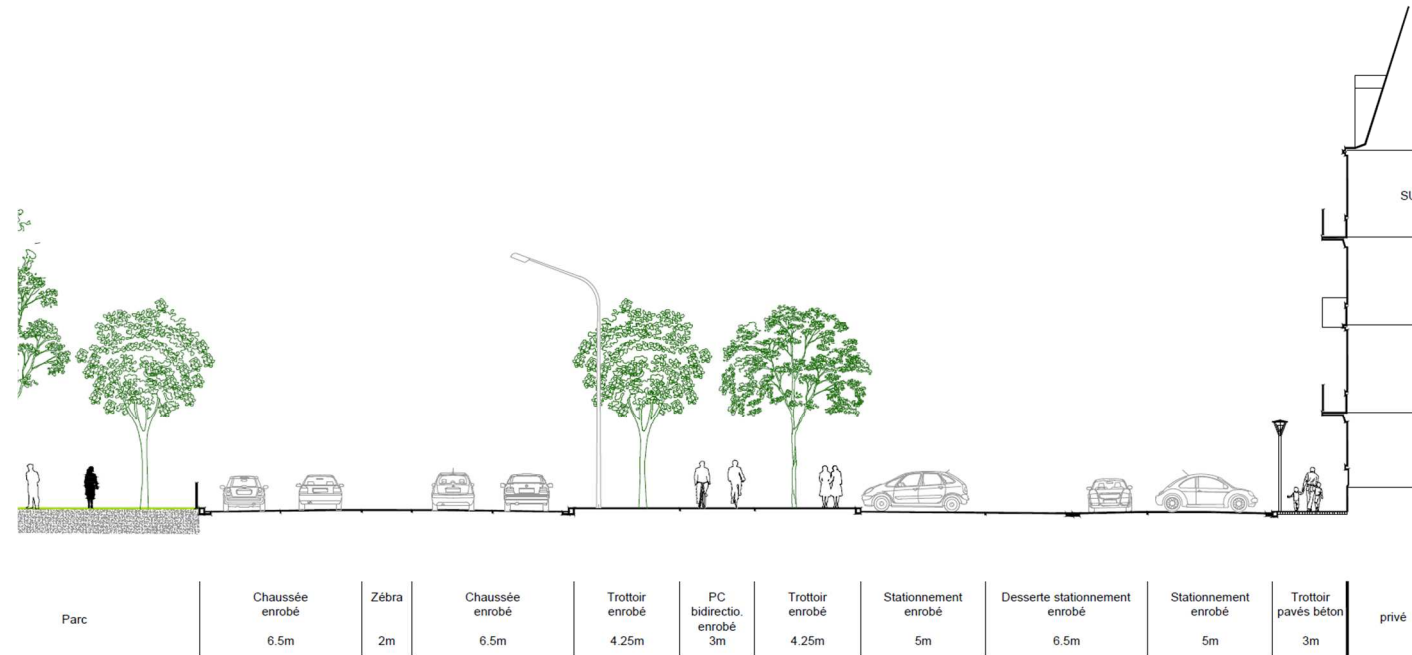 SU
Parc
Chaussée
enrobé
6.5m
Zébra
2m
Chaussée
enrobé
6.5m
Trottoir
enrobé
4.25m
PC
bidirectio.
enrobé
3m
Trottoir
enrobé
4.25m
Stationnement
enrobé
5m
Desserte stationnement
enrobé
6.5m
Stationnement
enrobé
5m
Trottoir
pavés béton
3m
privé